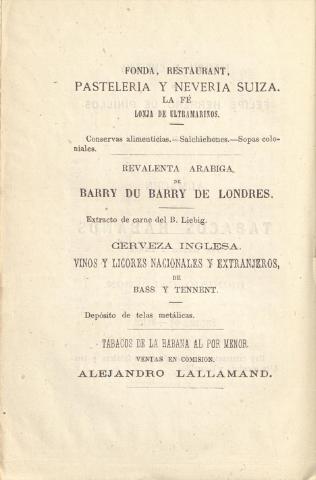 FONDA, RESTAURANT,
PASTELERIA Y NEVERIA SUIZA.
LA FÉ
LONJA DE ULTRAMARINOS.
Conservas alimenticias.—Salchichones.—Sopas colo-
niales.
REVALENTA ARABIGA
DE
BARRY DU BARRY DE LONDRES.
Extracto de carne del B. Liebig.
CERVEZA INGLESA.
VINOS Y LICORES NACIONALES Y EXTRANJEROS,
DE
BASS Y TENNENT.
Depósito de telas metálicas.
TABACOS DE LA HABANA AL POR MENOR.
VENTAS EN COMISION.
ALEJANDRO LALLAMAND.